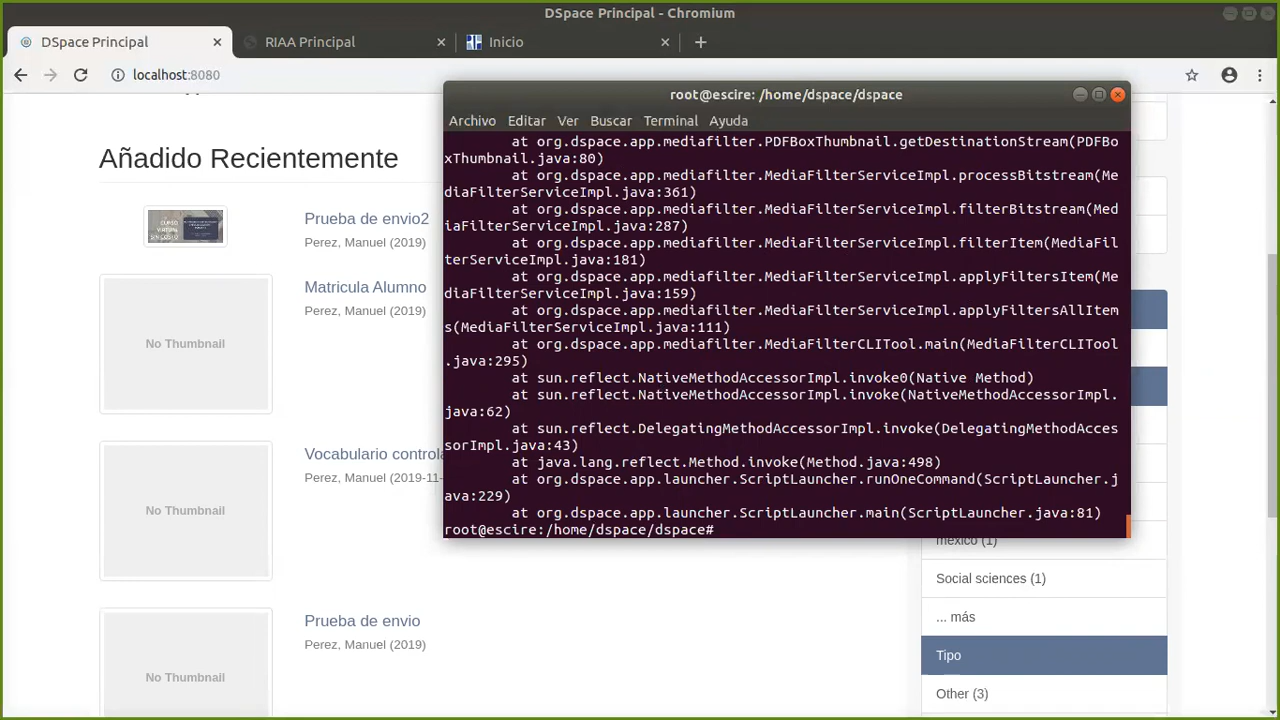 DSpace Principal - Chromium
DSpace Principal
RIAA Principal
Inicio
localhost:8080
Añadido Recientemente
CURSO
VIRTUAL
SIN COSTO
Prueba de envio2
Perez, Manuel (2019)
No Thumbnail
Matricula Alumno
Perez, Manuel (2019)
No Thumbnail
Vocabulario controla
Perez, Manuel (2019-11-
No Thumbnail
Prueba de envio
Perez, Manuel (2019)
root@escire: /home/dspace/dspace
Archivo Editar Ver Buscar Terminal Ayuda
at org.dspace.app.mediafilter.PDFBoxThumbnail.getDestinationStream(PDFBo
xThumbnail.java:80)
at org.dspace.app.mediafilter.MediaFilterServiceImpl.processBitstream(Me
diaFilterServiceImpl.java:361)
at org.dspace.app.mediafilter.MediaFilterServiceImpl.filterBitstream(Med
iaFilterServiceImpl.java:287)
at org.dspace.app.mediafilter.MediaFilterServiceImpl.filterItem(MediaFil
terServiceImpl.java:181)
at org.dspace.app.mediafilter.MediaFilterServiceImpl.applyFiltersItem(Me
diaFilterServiceImpl.java:159)
at org.dspace.app.mediafilter.MediaFilterServiceImpl.applyFiltersAllItem
s(MediaFilterServiceImpl.java:111)
at org.dspace.app.mediafilter.MediaFilterCLITool.main(MediaFilterCLITool
.java:295)
at sun.reflect.NativeMethodAccessorImpl.invoke0(Native Method)
at sun.reflect.NativeMethodAccessorImpl.invoke(NativeMethodAccessorImpl.
java:62)
at sun.reflect.DelegatingMethodAccessorImpl.invoke(DelegatingMethodAcces
sorImpl.java:43)
at java.lang.reflect.Method.invoke(Method.java:498)
at org.dspace.app.launcher.ScriptLauncher.runOneCommand(ScriptLauncher.j
ava:229)
at org.dspace.app.launcher.ScriptLauncher.main(ScriptLauncher.java:81)
root@escire:/home/dspace/dspace#
mexico (1)
Social sciences (1)
... más
Tipo
Other (3)